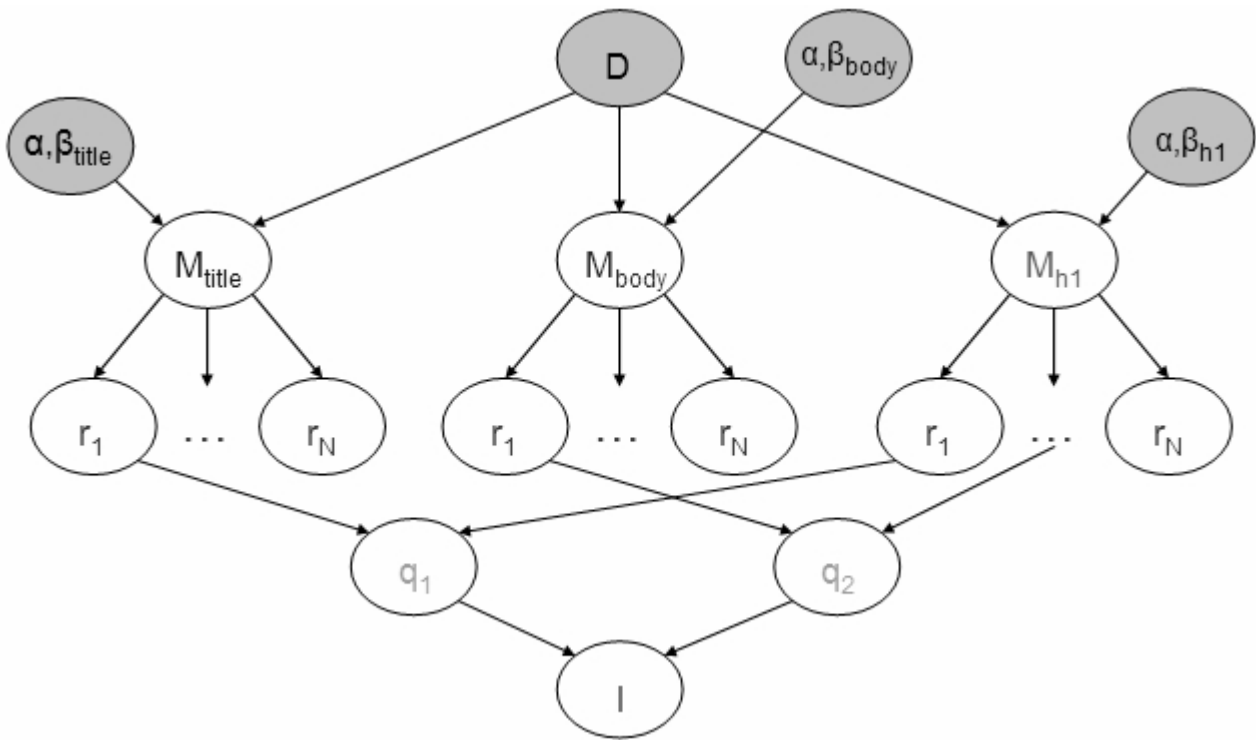 D
α,βbody
α,βtitle
α,βh1
Mtitle
Mbody
Mh1
r1 ... rN
r1 ... rN
r1 ... rN
q1
q2
I